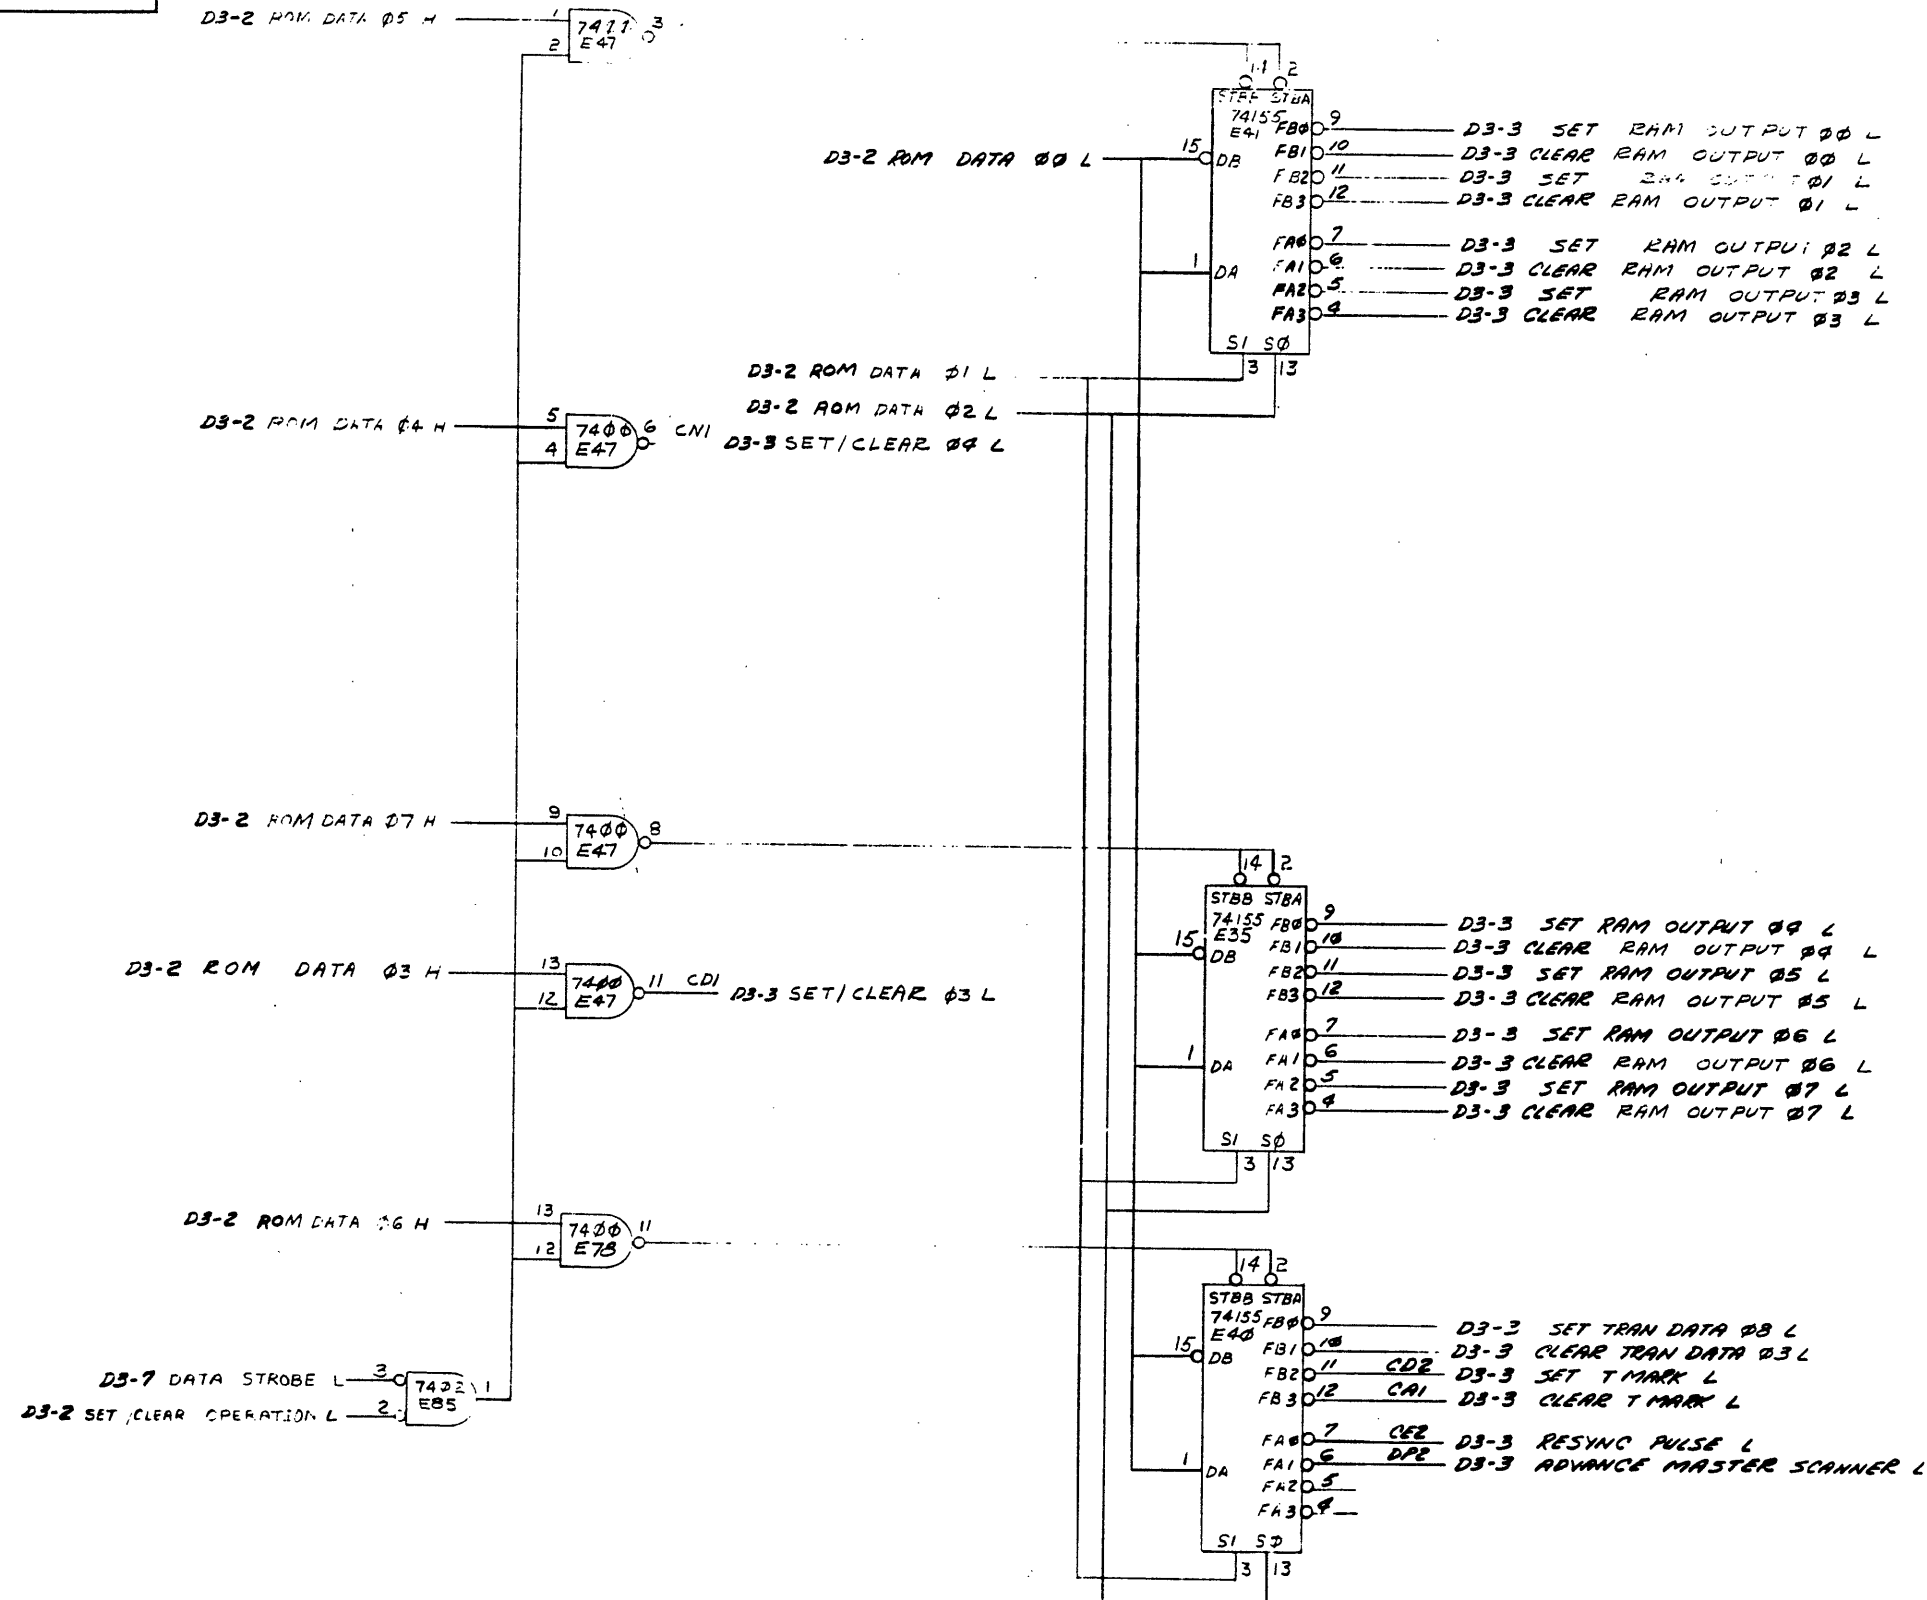 D3-2 ROM DATA Ø5 H
1
2
3
E47
14 2
STBB STBA
74155
E41
15 DB
1 DA
FBØ 9 D3-3 SET RAM OUTPUT ØØ L
FB1 10 D3-3 CLEAR RAM OUTPUT ØØ L
FB2 11 D3-3 SET RAM OUTPUT Ø1 L
FB3 12 D3-3 CLEAR RAM OUTPUT Ø1 L
FAØ 7 D3-3 SET RAM OUTPUT Ø2 L
FA1 6 D3-3 CLEAR RAM OUTPUT Ø2 L
FA2 5 D3-3 SET RAM OUTPUT Ø3 L
FA3 4 D3-3 CLEAR RAM OUTPUT Ø3 L
S1 SØ
3 13
D3-2 ROM DATA ØØ L
D3-2 ROM DATA Ø1 L
D3-2 ROM DATA Ø2 L
D3-2 ROM DATA Ø4 H
5
4
74ØØ
E47
6 CN1
D3-3 SET/CLEAR Ø4 L
D3-2 ROM DATA Ø7 H
9
10
74ØØ
E47
8
14 2
STBB STBA
74155
E35
15 DB
1 DA
FBØ 9 D3-3 SET RAM OUTPUT Ø4 L
FB1 1Ø D3-3 CLEAR RAM OUTPUT Ø4 L
FB2 11 D3-3 SET RAM OUTPUT Ø5 L
FB3 12 D3-3 CLEAR RAM OUTPUT Ø5 L
FAØ 7 D3-3 SET RAM OUTPUT Ø6 L
FA1 6 D3-3 CLEAR RAM OUTPUT Ø6 L
FA2 5 D3-3 SET RAM OUTPUT Ø7 L
FA3 4 D3-3 CLEAR RAM OUTPUT Ø7 L
S1 SØ
3 13
D3-2 ROM DATA Ø3 H
13
12
74ØØ
E47
11 CD1
D3-3 SET/CLEAR Ø3 L
D3-2 ROM DATA Ø6 H
13
12
74ØØ
E78
11
14 2
STBB STBA
74155
E4Ø
15 DB
1 DA
FBØ 9 D3-3 SET TRAN DATA Ø8 L
FB1 1Ø D3-3 CLEAR TRAN DATA L
FB2 11 CD2 D3-3 SET T MARK L
FB3 12 CA1 D3-3 CLEAR T MARK L
FAØ 7 CE2 D3-3 RESYNC PULSE L
FA1 6 DP2 D3-3 ADVANCE MASTER SCANNER L
FA2 5
FA3 4
S1 SØ
3 13
D3-7 DATA STROBE L
D3-2 SET/CLEAR OPERATION L
3
2
74Ø2
E85
1